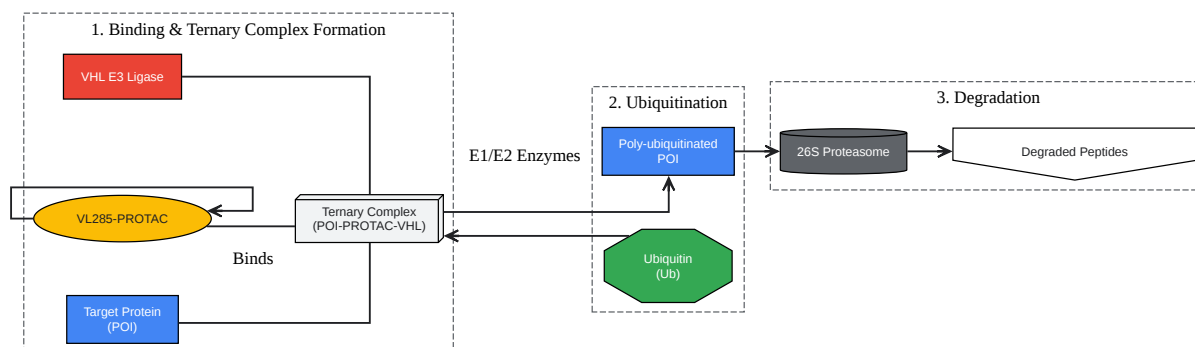 1. Binding & Ternary Complex Formation
VHL E3 Ligase
VL285-PROTAC
Binds
Target Protein
(POI)
Ternary Complex
(POI-PROTAC-VHL)
E1/E2 Enzymes
2. Ubiquitination
Poly-ubiquitinated
POI
Ubiquitin
(Ub)
3. Degradation
26S Proteasome
Degraded Peptides